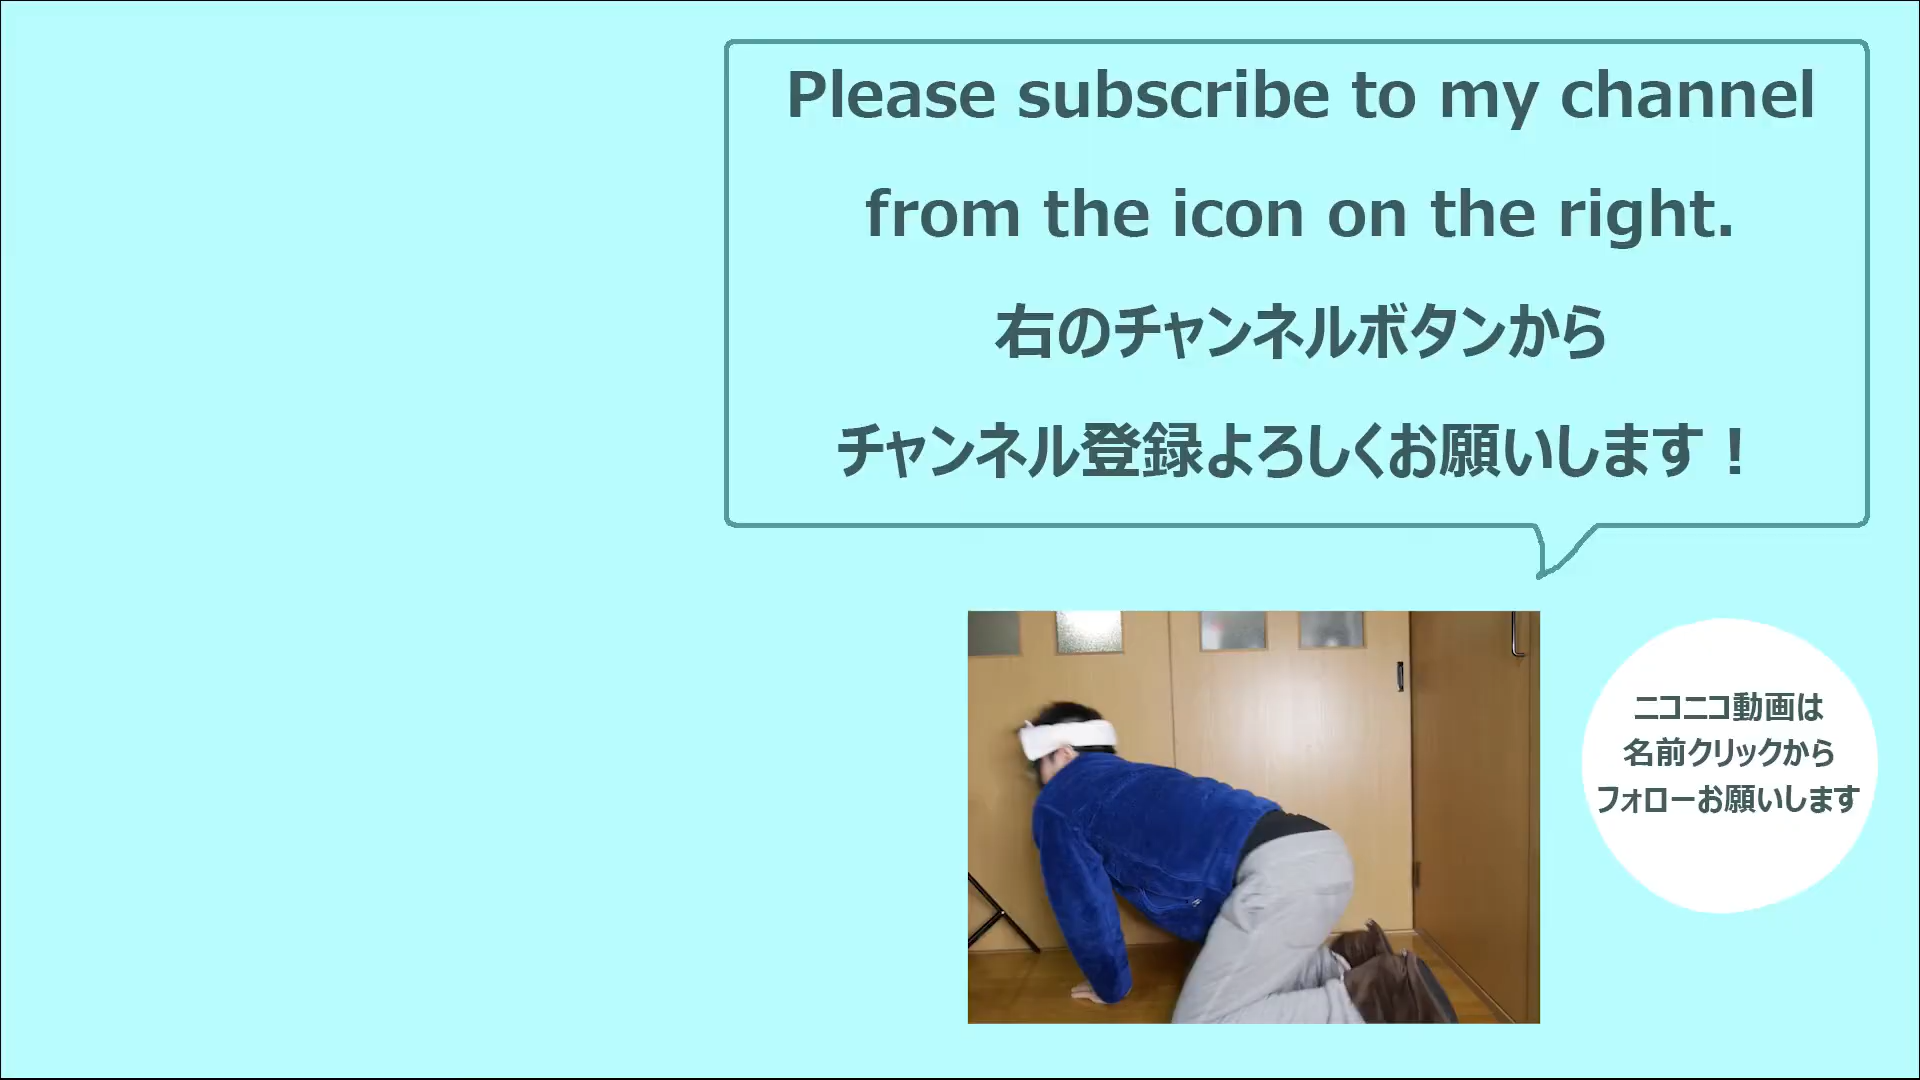 Please subscribe to my channel
from the icon on the right.
右のチャンネルボタンから
チャンネル登録よろしくお願いします！
ニコニコ動画は
名前クリックから
フォローお願いします